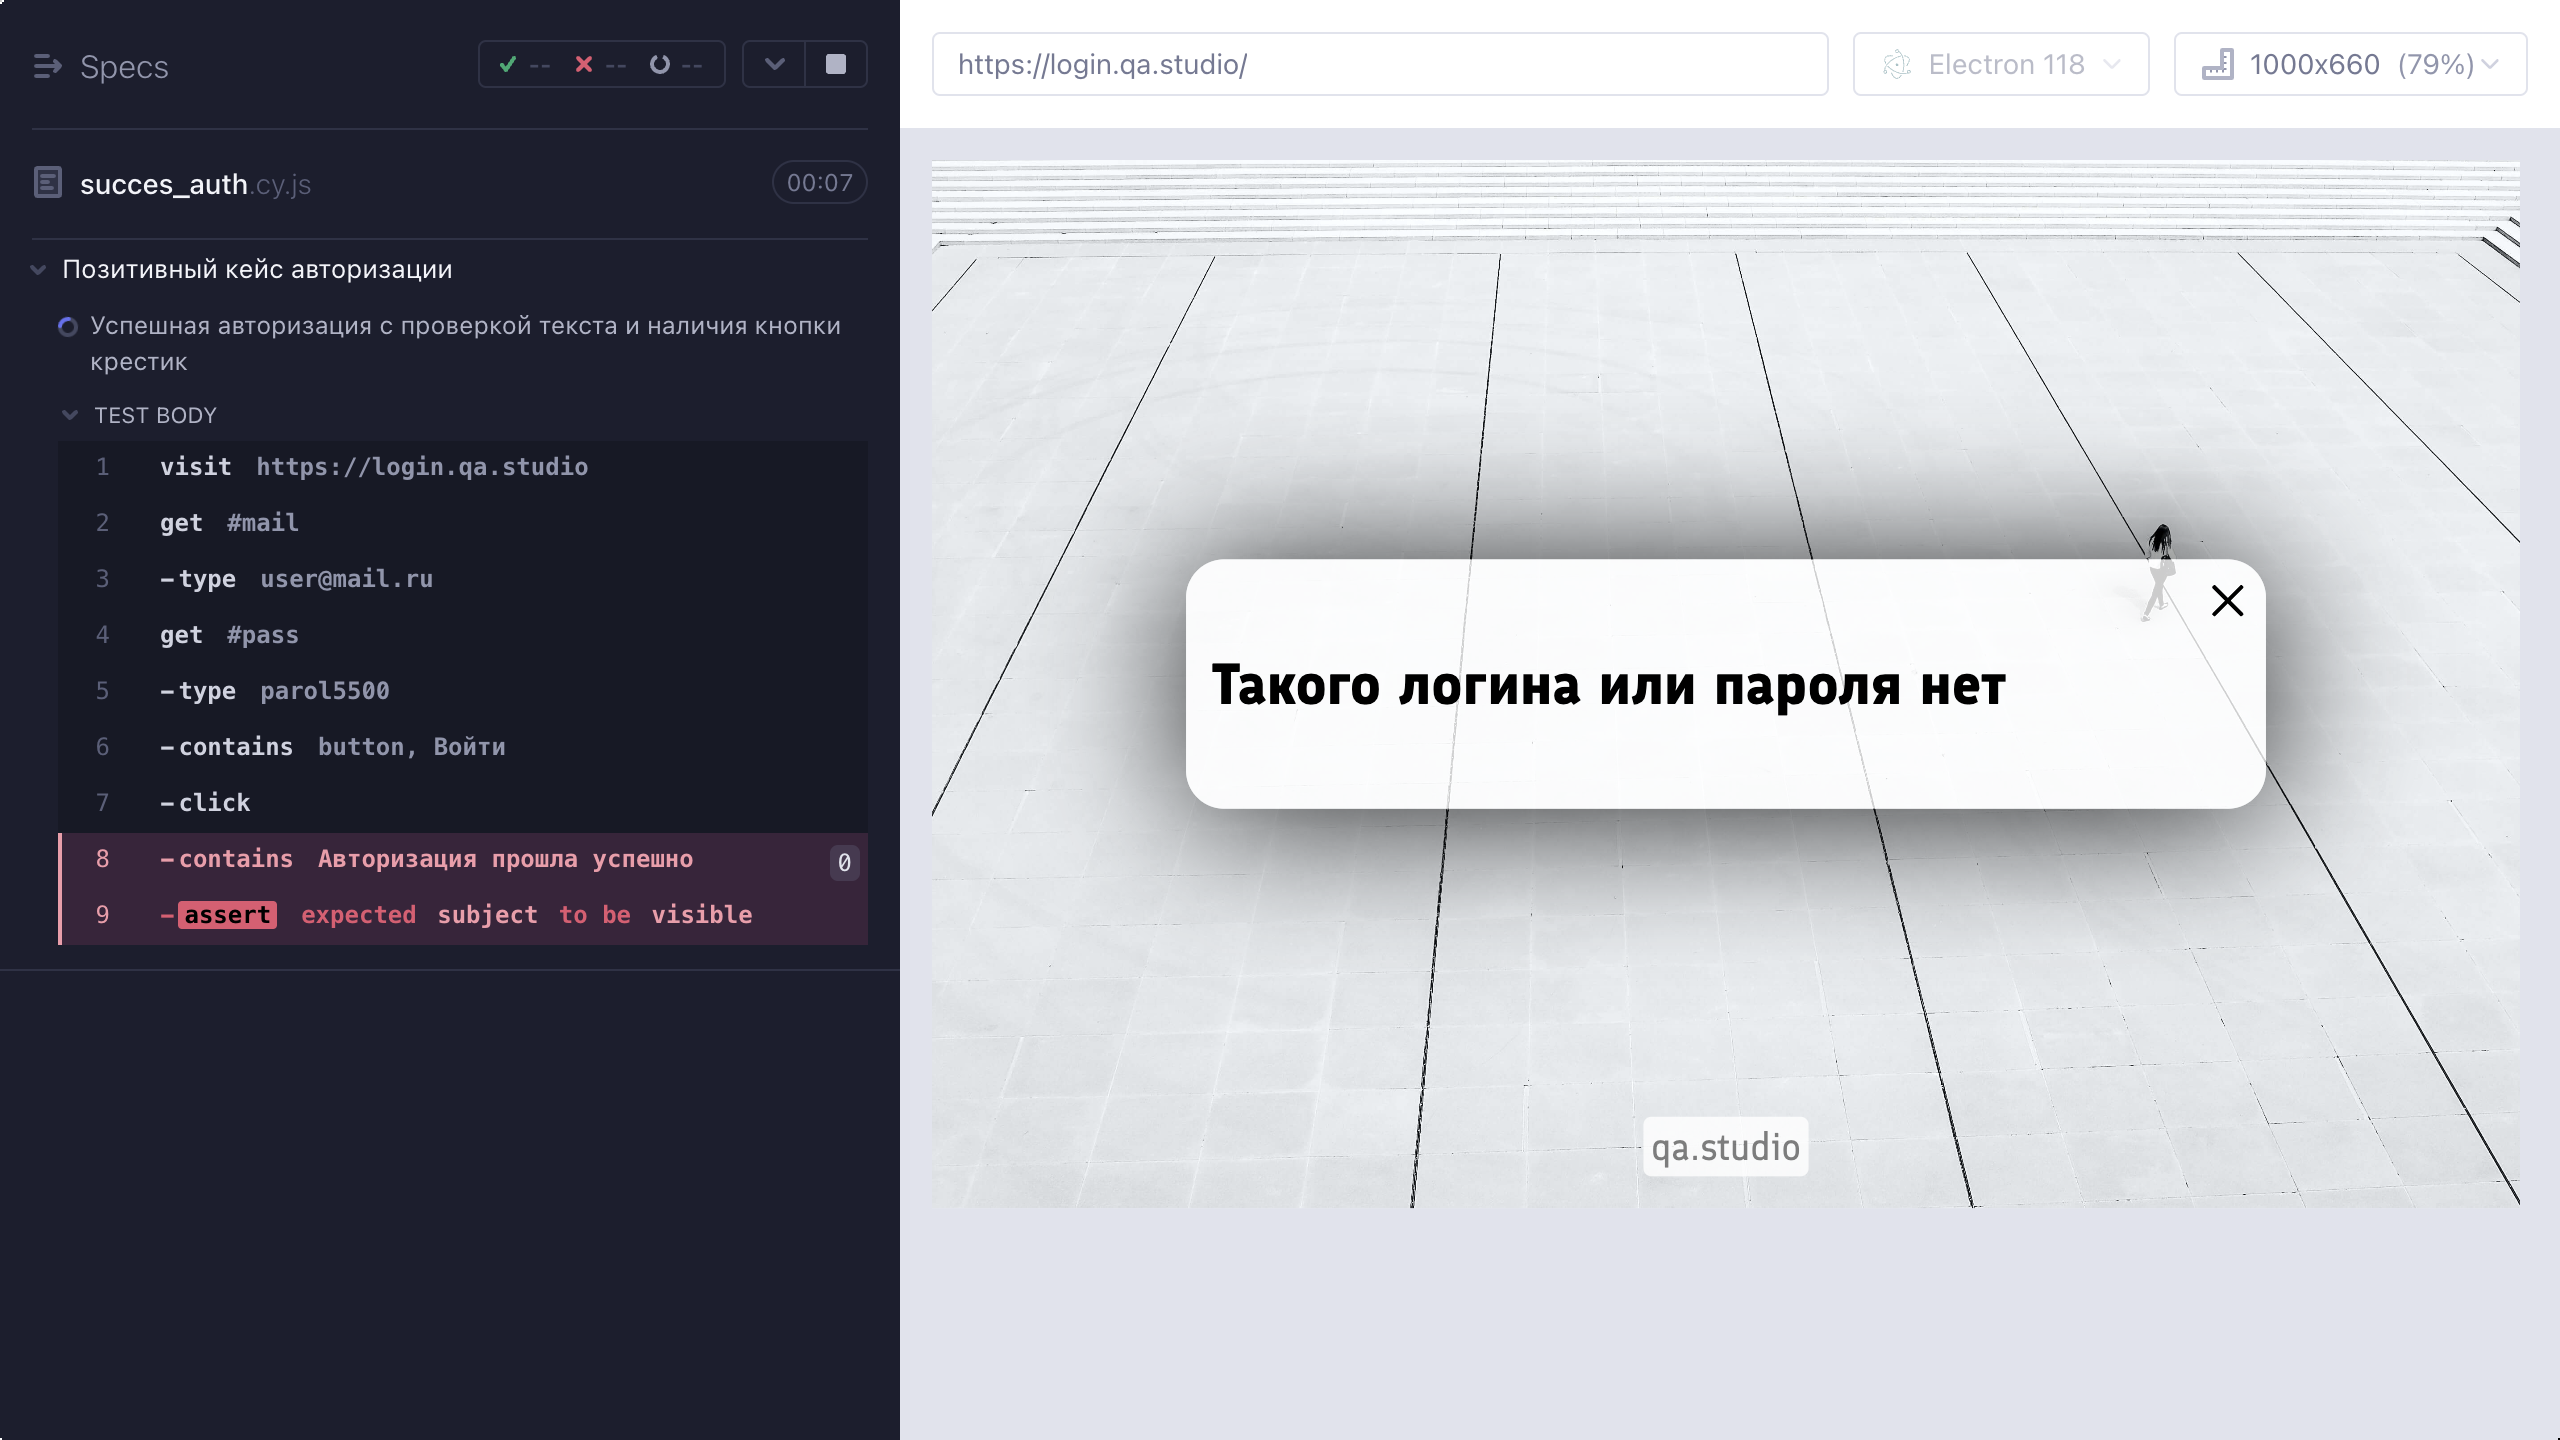 Specs
-- -- --
succes_auth.cy.js 00:07
Позитивный кейс авторизации
Успешная авторизация с проверкой текста и наличия кнопки
крестик
TEST BODY
1 visit https://login.qa.studio
2 get #mail
3 -type user@mail.ru
4 get #pass
5 -type parol5500
6 -contains button, Войти
7 -click
8 -contains Авторизация прошла успешно 0
9 -assert expected subject to be visible
https://login.qa.studio/ Electron 118 1000x660 (79%)
Такого логина или пароля нет
qa.studio